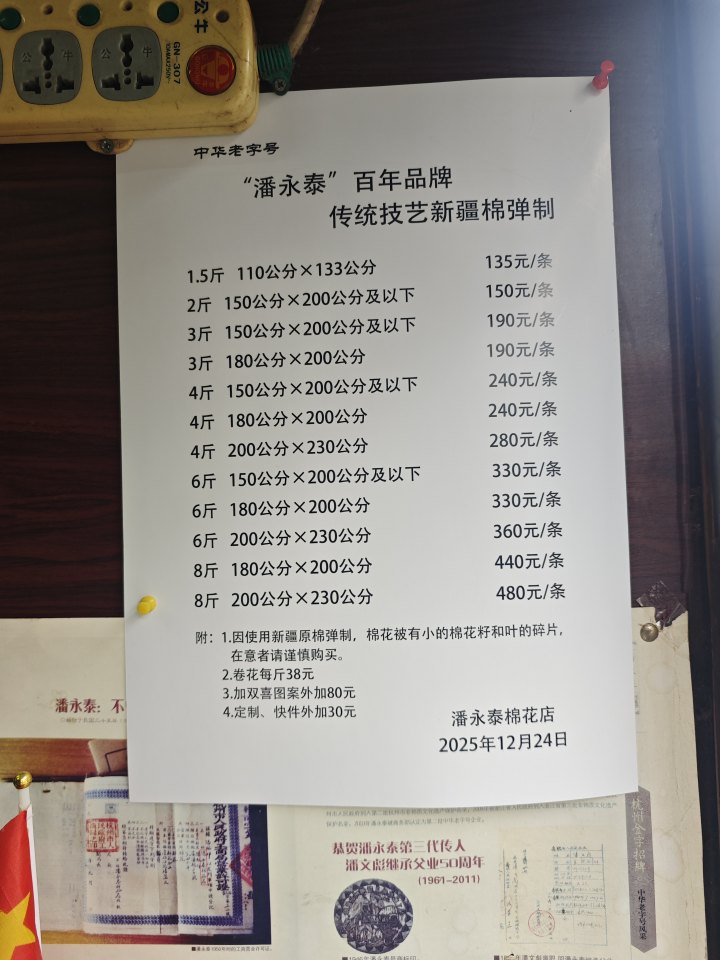 公牛
GN-307
公 牛
公 牛
中华老字号
“潘永泰”百年品牌
传统技艺新疆棉弹制
1.5斤 110公分×133公分 135元/条
2斤 150公分×200公分及以下 150元/条
3斤 150公分×200公分及以下 190元/条
3斤 180公分×200公分 190元/条
4斤 150公分×200公分及以下 240元/条
4斤 180公分×200公分 240元/条
4斤 200公分×230公分 280元/条
6斤 150公分×200公分及以下 330元/条
6斤 180公分×200公分 330元/条
6斤 200公分×230公分 360元/条
8斤 180公分×200公分 440元/条
8斤 200公分×230公分 480元/条
附：1.因使用新疆原棉弹制，棉花被有小的棉花籽和叶的碎片，
在意者请谨慎购买。
2.卷花每斤38元
3.加双喜图案外加80元
4.定制、快件外加30元
潘永泰棉花店
2025年12月24日
潘永泰：不
恭贺潘永泰第三代传人
潘文彪继承父业50周年
(1961-2011)
杭州金字招牌
中华老字号风采